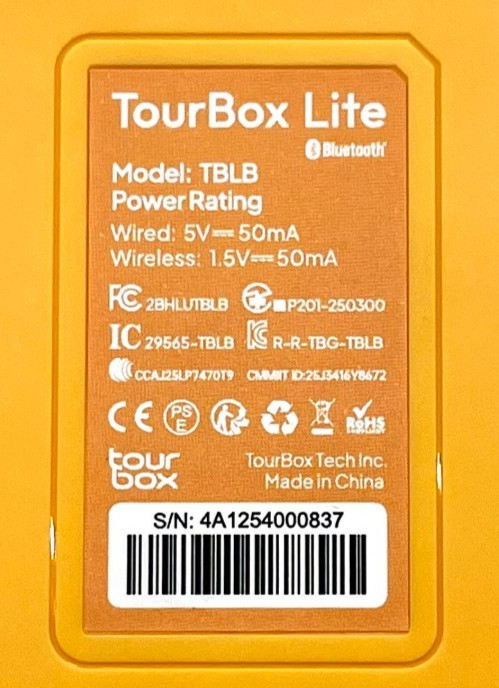 TourBox Lite
Bluetooth
Model: TBLB
Power Rating
Wired: 5V⎓50mA
Wireless: 1.5V⎓50mA
FC 2BHLUTBLB P201-250300
IC 29565-TBLB R-R-TBG-TBLB
CCAJ25LP7470T9 CMMIIT ID:25J3416Y8672
CE PSE RoHS
tour
box
TourBox Tech Inc.
Made in China
S/N: 4A1254000837